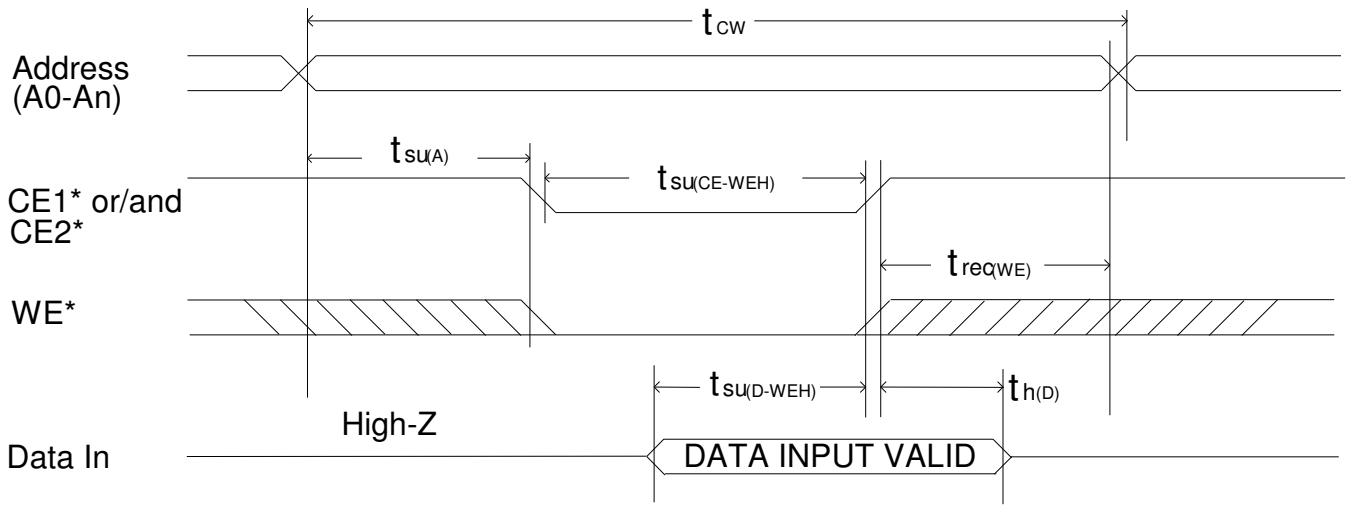 tCW
Address
(A0-An)
tsu(A)
tsu(CE-WEH)
CE1* or/and
CE2*
trec(WE)
WE*
tsu(D-WEH)
th(D)
High-Z
Data In
DATA INPUT VALID